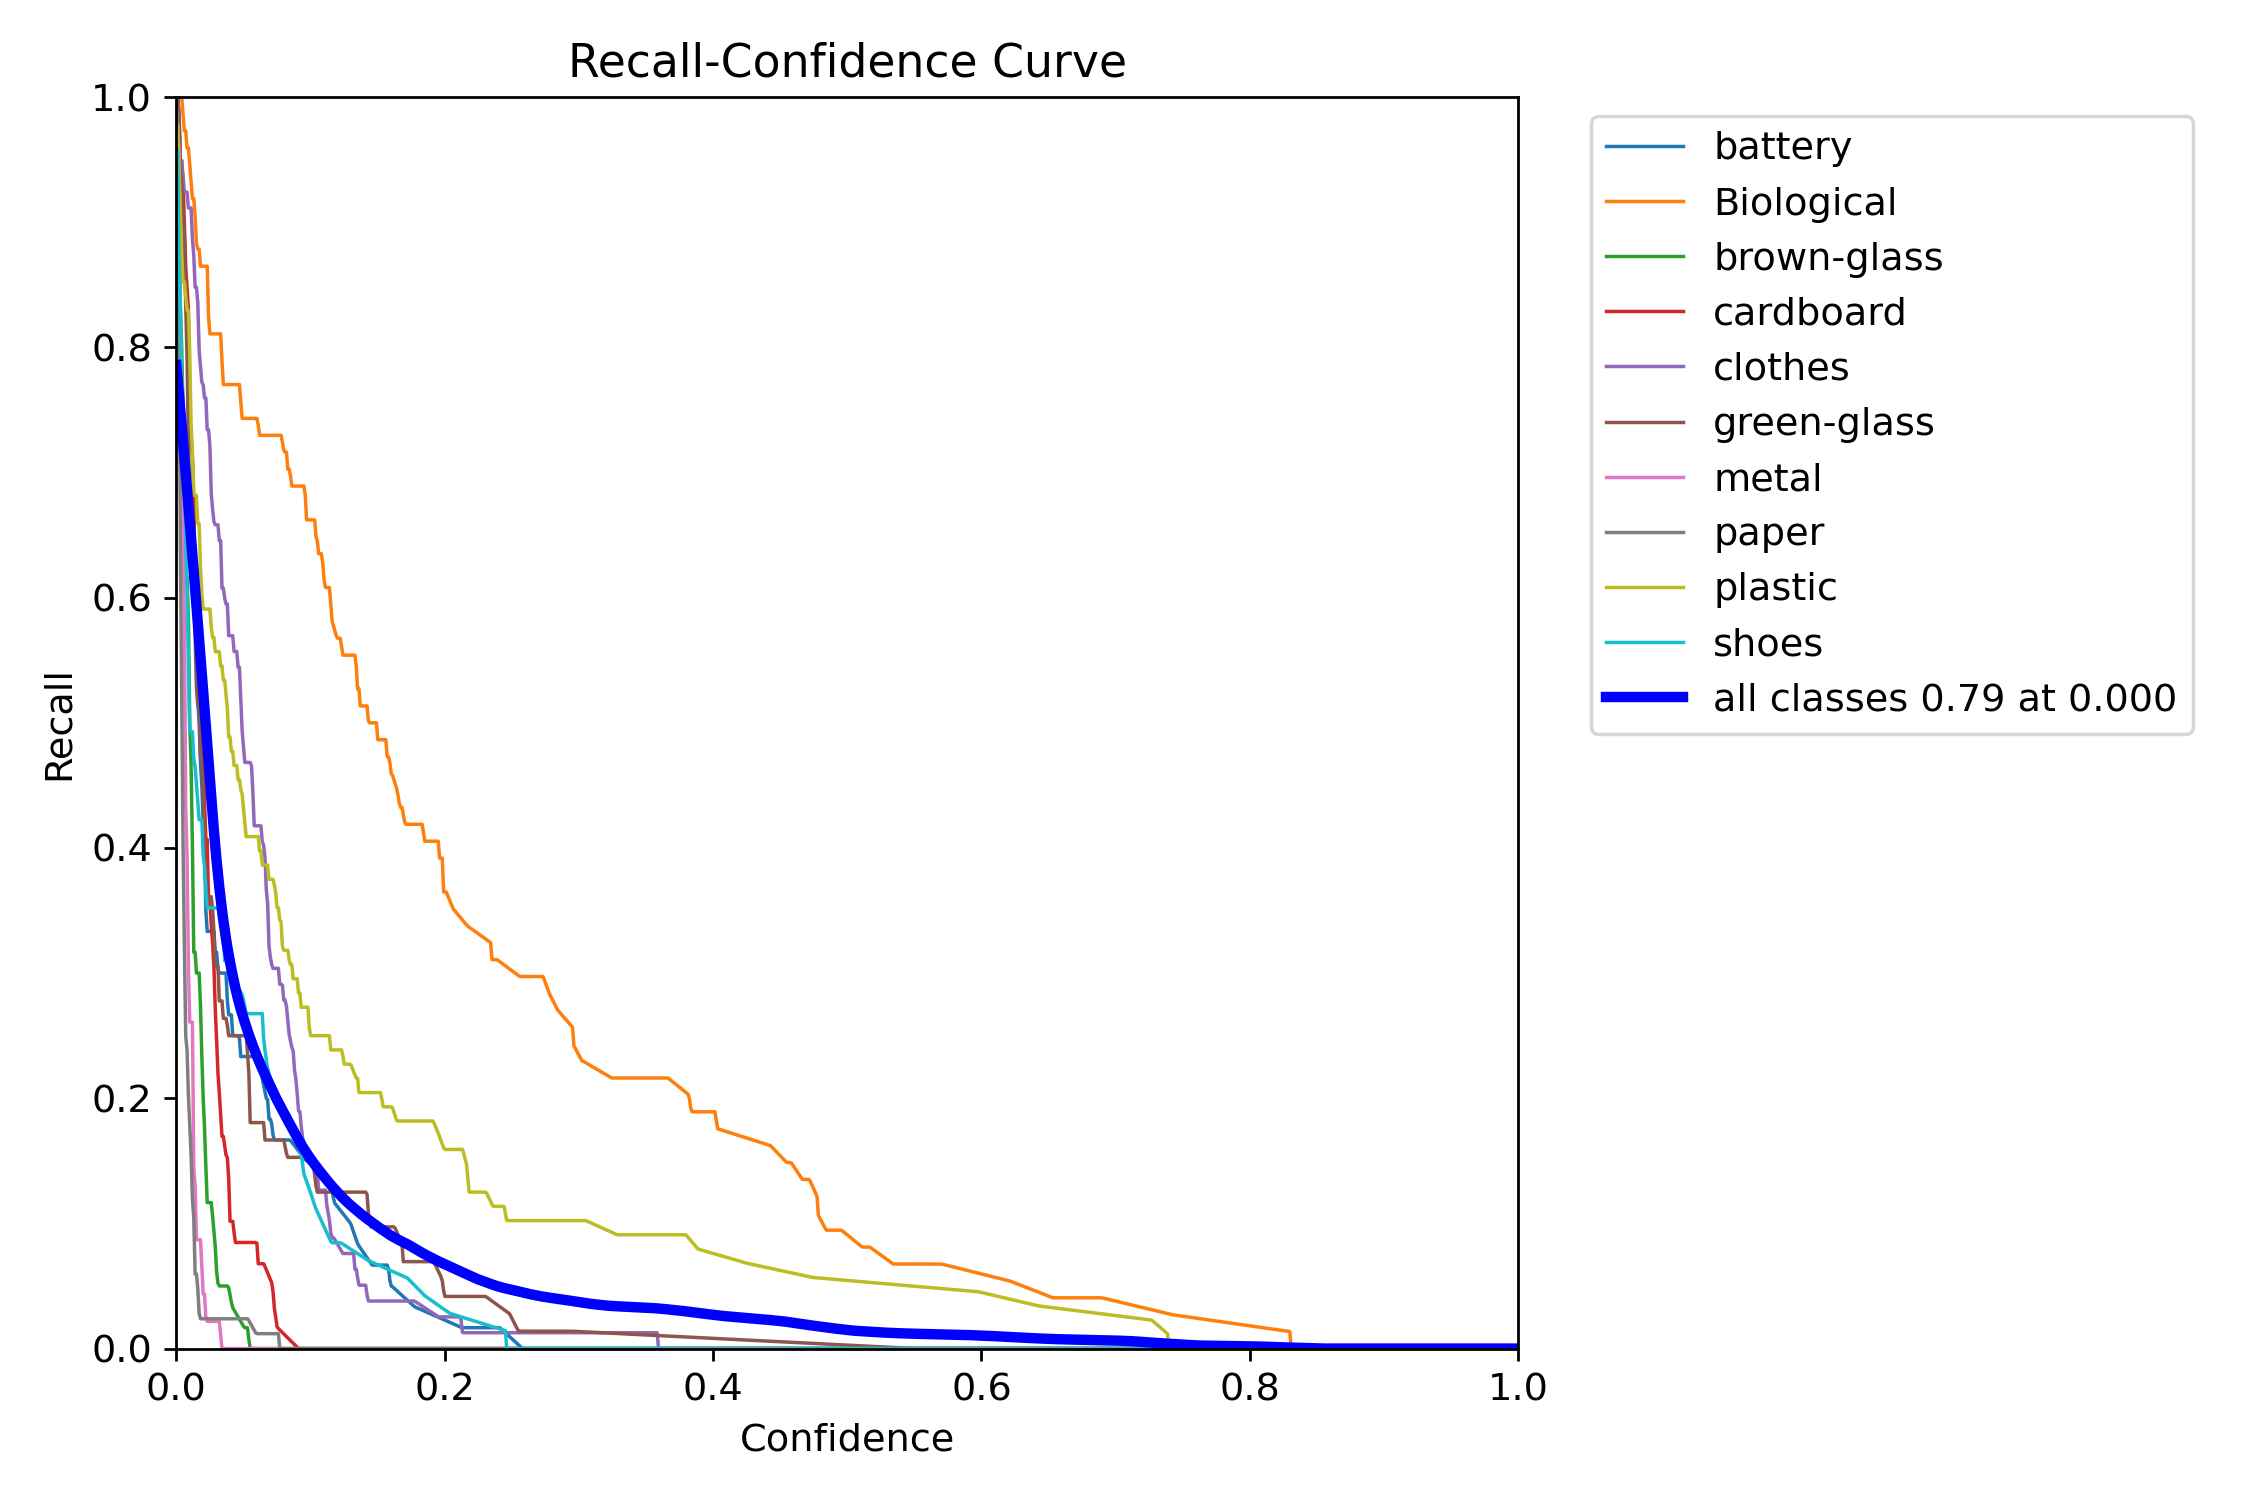 Recall-Confidence Curve
1.0
0.8
0.6
0.4
0.2
0.0
Recall
0.0 0.2 0.4 0.6 0.8 1.0
Confidence
battery
Biological
brown-glass
cardboard
clothes
green-glass
metal
paper
plastic
shoes
all classes 0.79 at 0.000